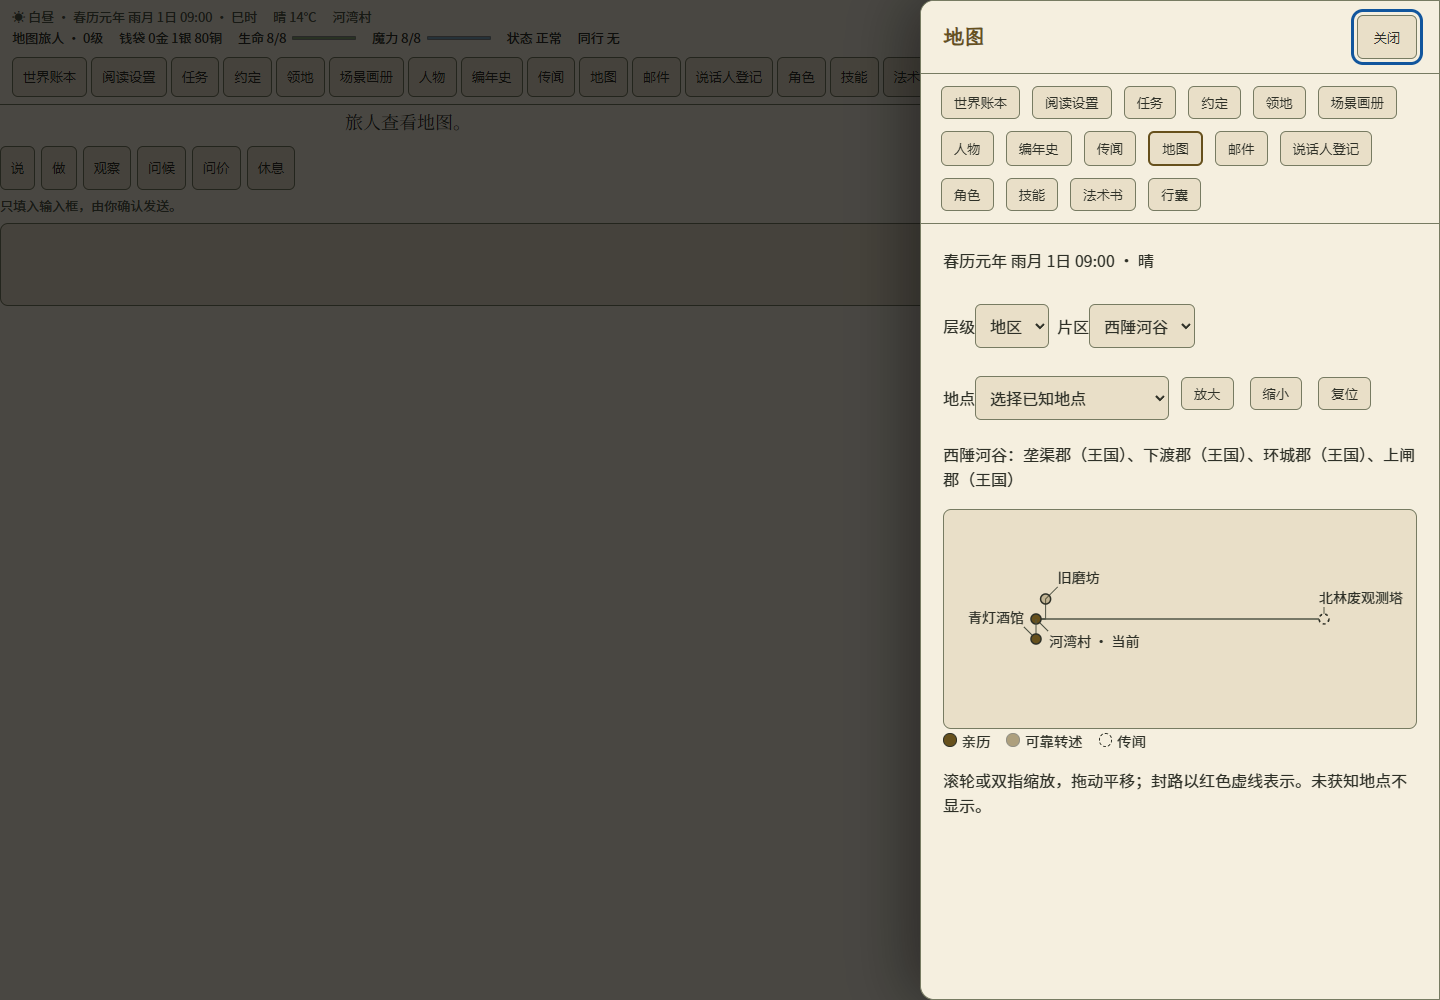 白昼 · 春历元年 雨月 1日 09:00 · 巳时 晴 14°C 河湾村
地图旅人 · 0级 钱袋 0金 1银 80铜 生命 8/8 魔力 8/8 状态 正常 同行 无
世界账本 阅读设置 任务 约定 领地 场景画册 人物 编年史 传闻 地图 邮件 说话人登记 角色 技能 法术
旅人查看地图。
说 做 观察 问候 问价 休息
只填入输入框，由你确认发送。
地图
关闭
世界账本 阅读设置 任务 约定 领地 场景画册
人物 编年史 传闻 地图 邮件 说话人登记
角色 技能 法术书 行囊
春历元年 雨月 1日 09:00 · 晴
层级 地区 片区 西陲河谷
地点 选择已知地点 放大 缩小 复位
西陲河谷：垄渠郡（王国）、下渡郡（王国）、环城郡（王国）、上闸
郡（王国）
旧磨坊
北林废观测塔
青灯酒馆
河湾村 · 当前
亲历 可靠转述 传闻
滚轮或双指缩放，拖动平移；封路以红色虚线表示。未获知地点不
显示。